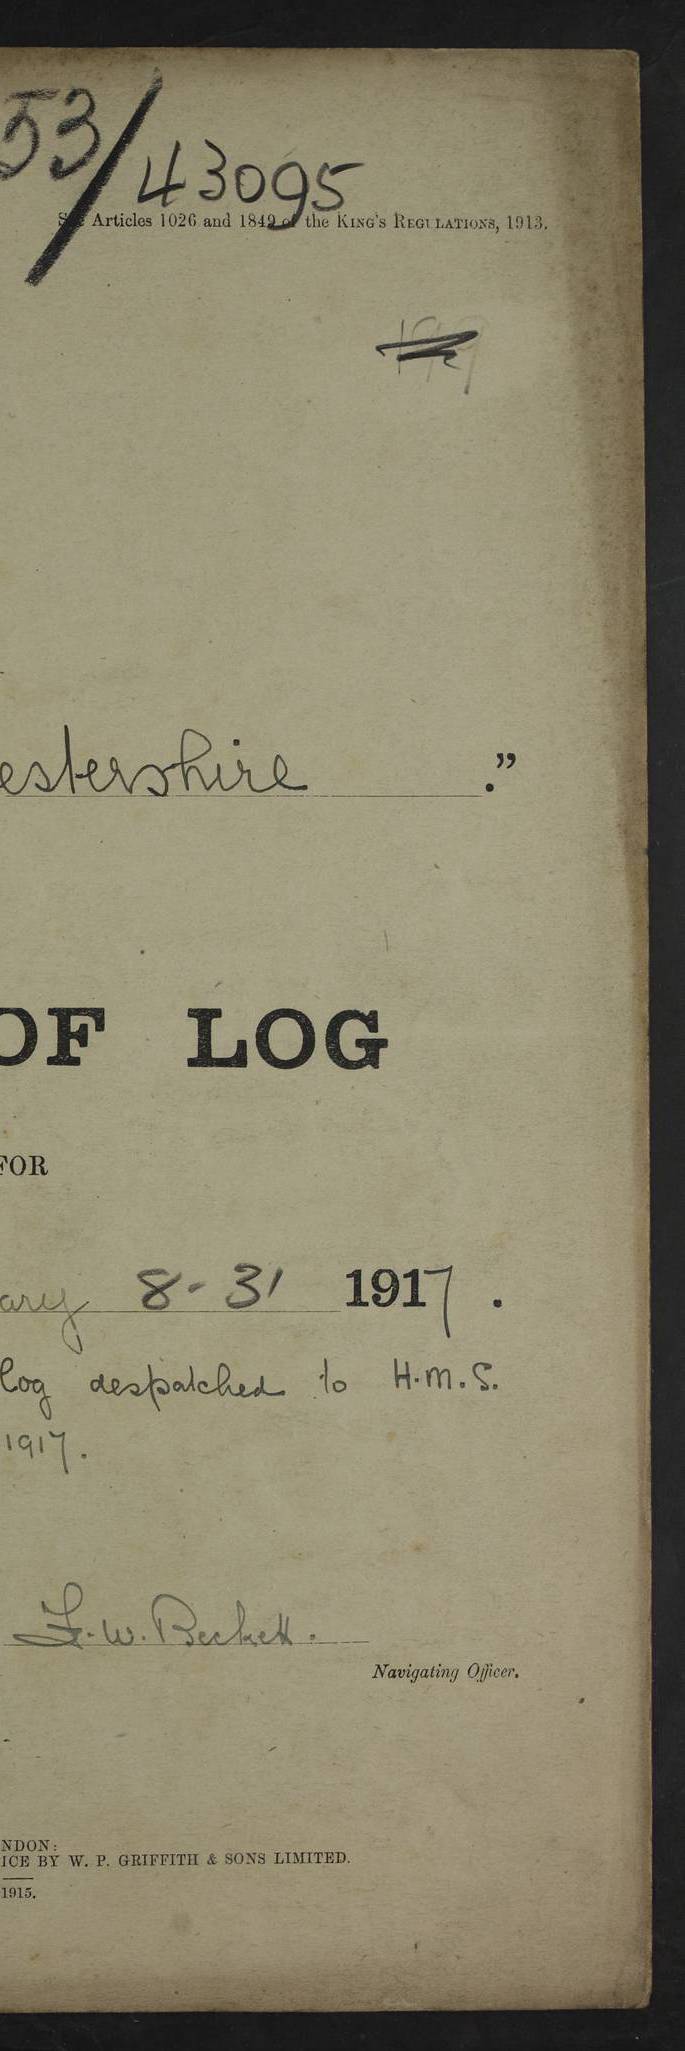 53/43095
See Articles 1026 and 1849 of the KING'S REGULATIONS, 1913.
estershire ."
OF LOG
FOR
ary 8-31 1917.
log despatched to H.M.S.
1917.
F.W. Beckett.
Navigating Officer.
NDON:
ICE BY W. P. GRIFFITH & SONS LIMITED.
1915.